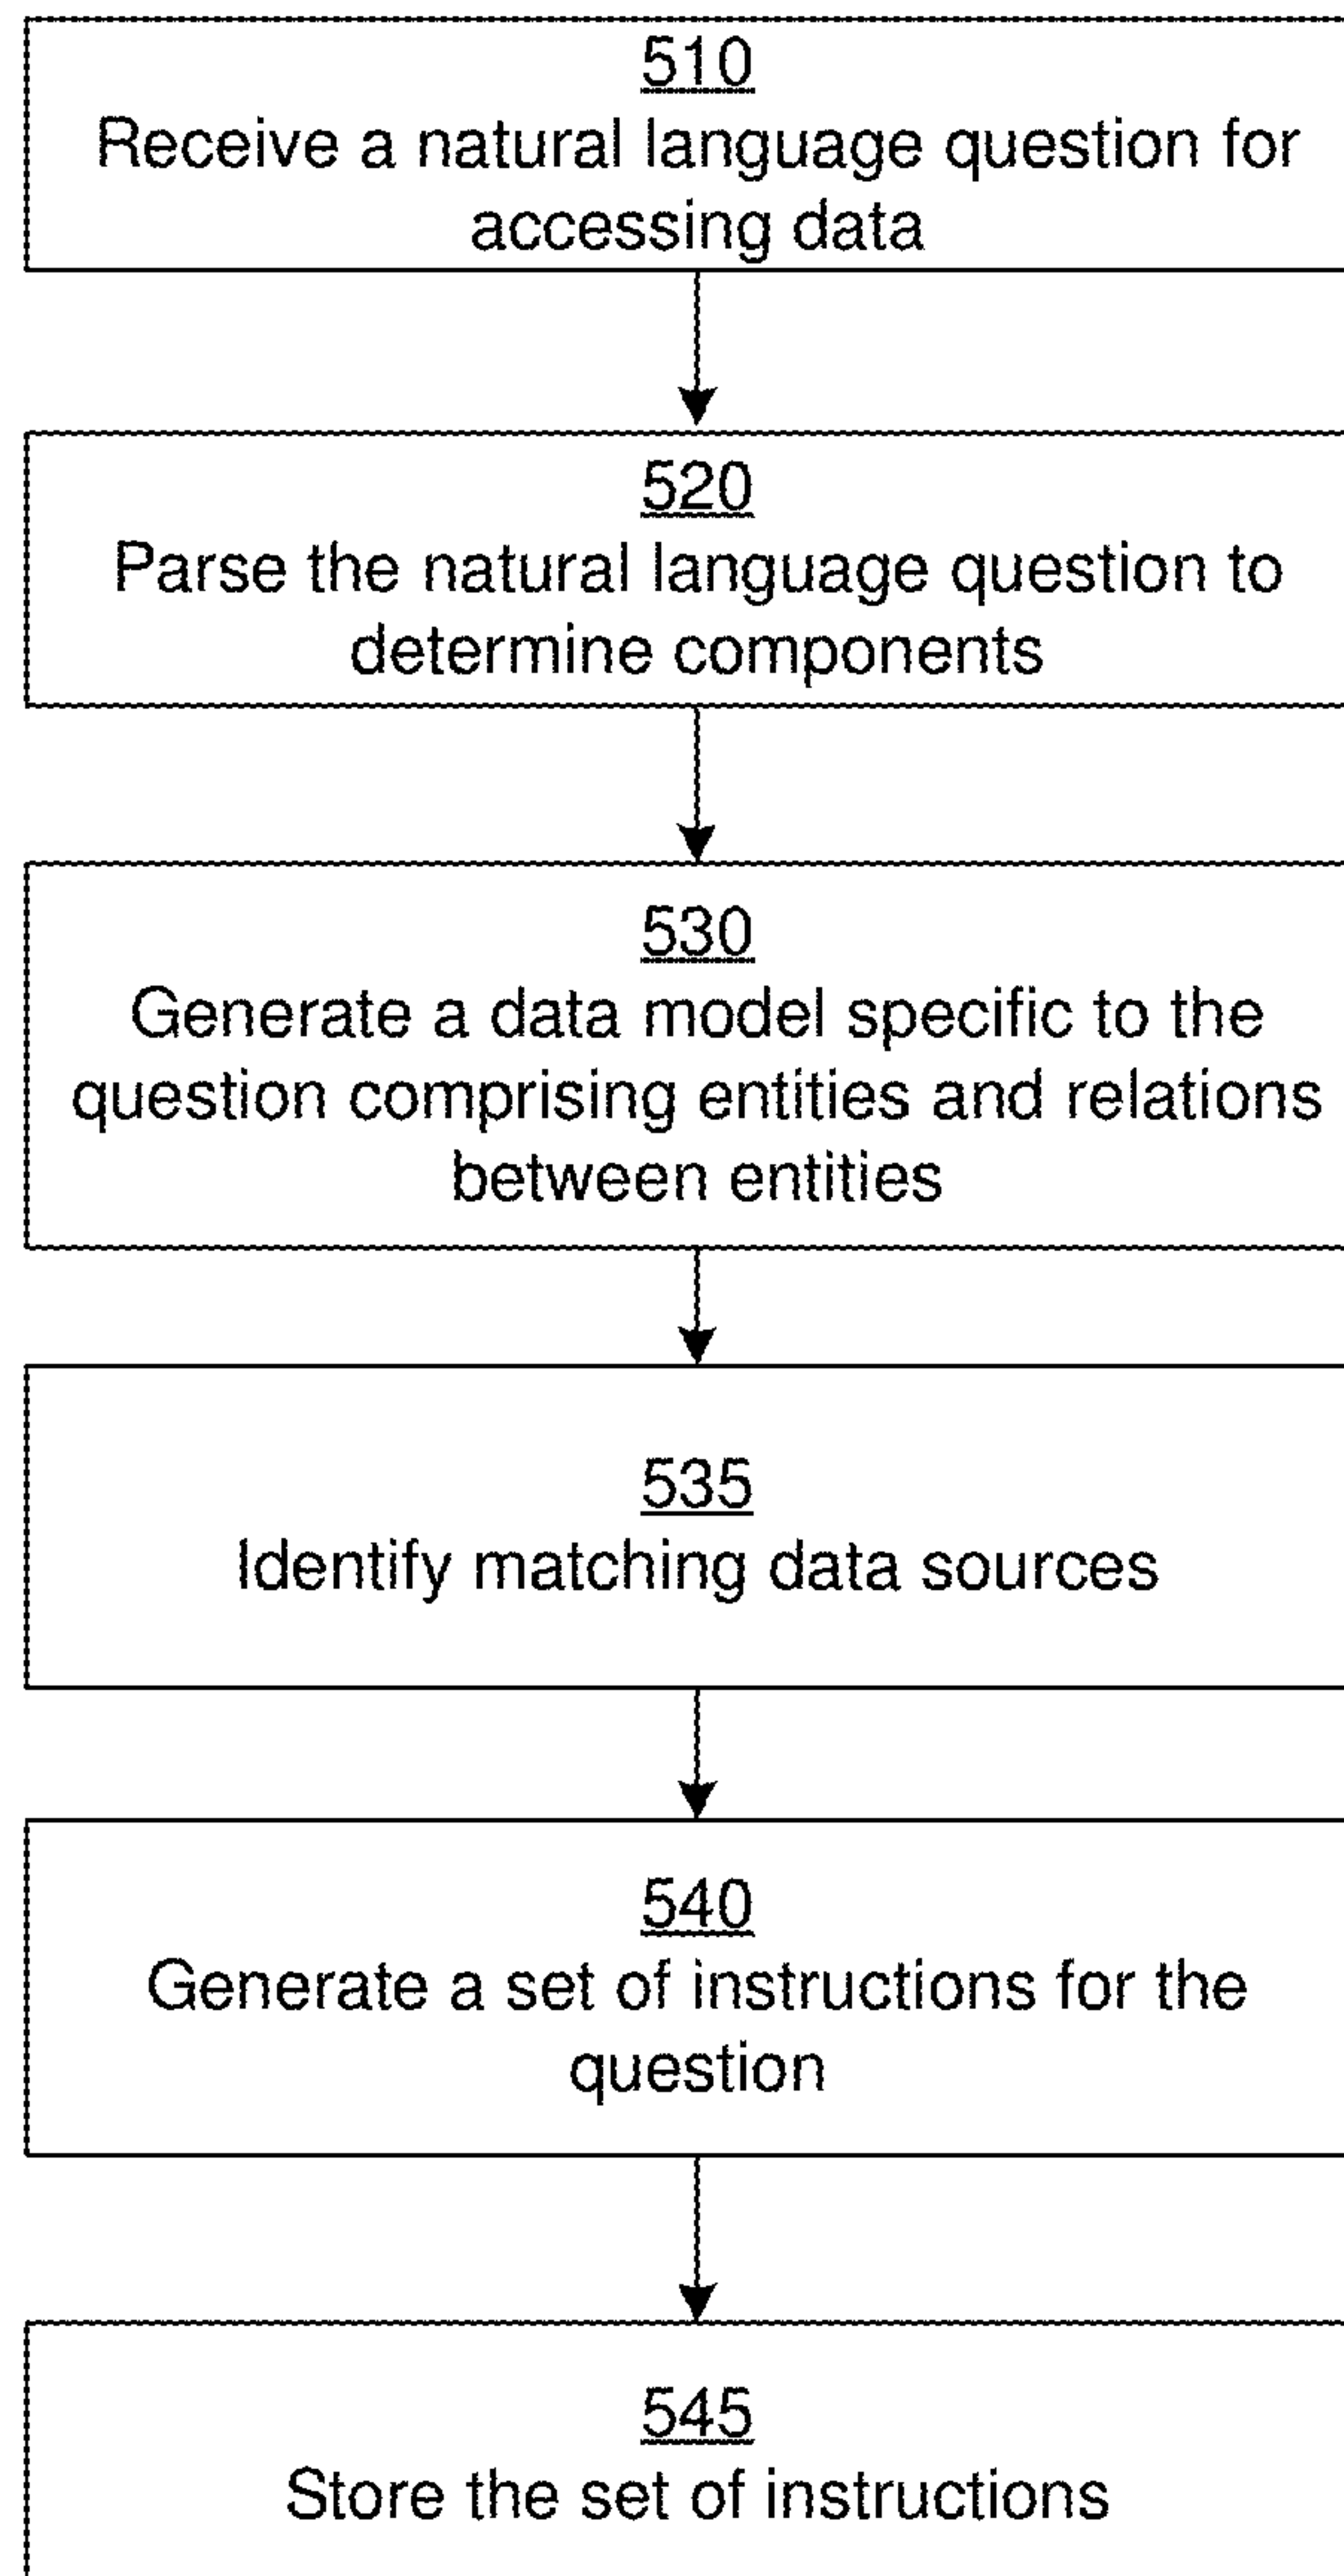 510
Receive a natural language question for
accessing data
520
Parse the natural language question to
determine components
530
Generate a data model specific to the
question comprising entities and relations
between entities
535
Identify matching data sources
540
Generate a set of instructions for the
question
545
Store the set of instructions